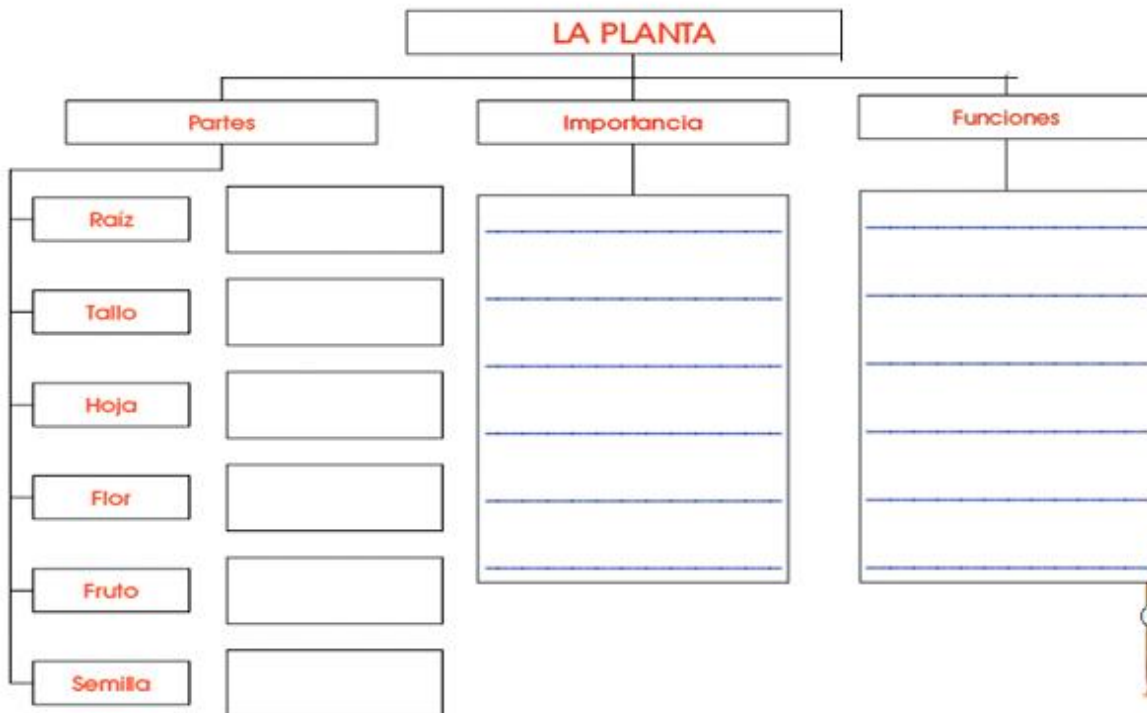 LA PLANTA
Partes
Importancia
Funciones
Raíz
Tallo
Hoja
Flor
Fruto
Semilla